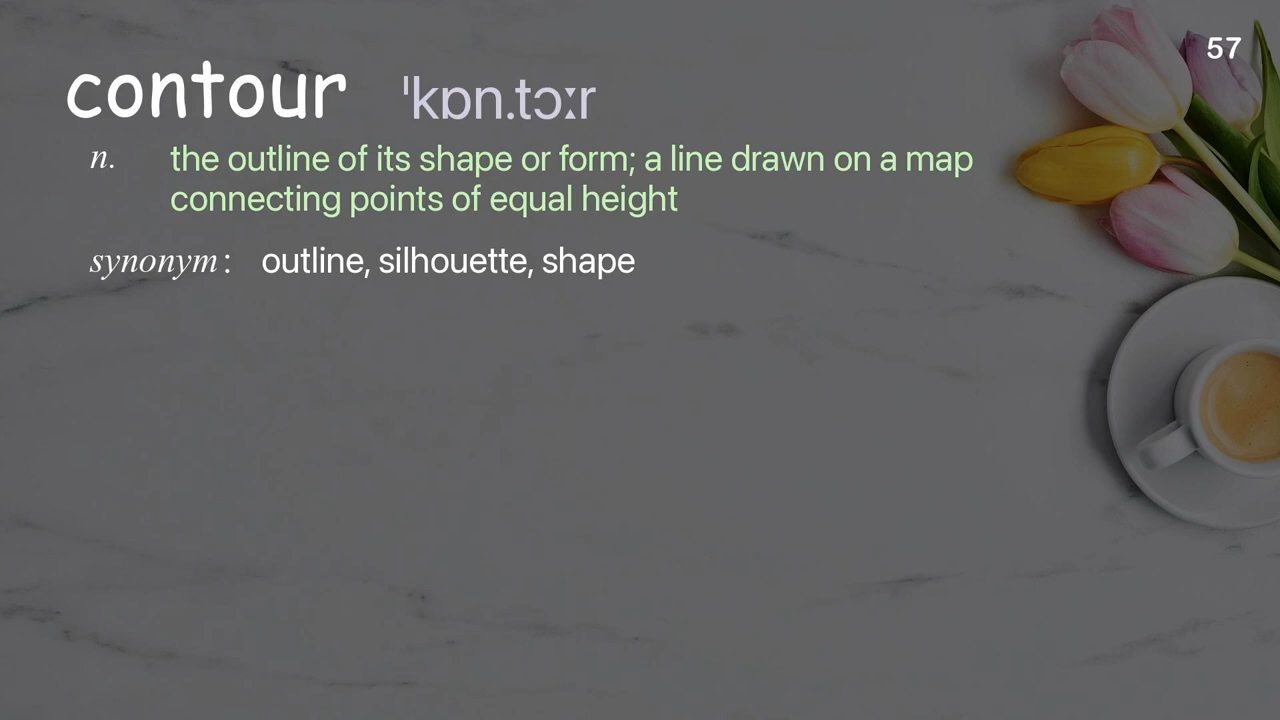 57
contour ˈkɒn.tɔːr
n. the outline of its shape or form; a line drawn on a map
connecting points of equal height
synonym : outline, silhouette, shape